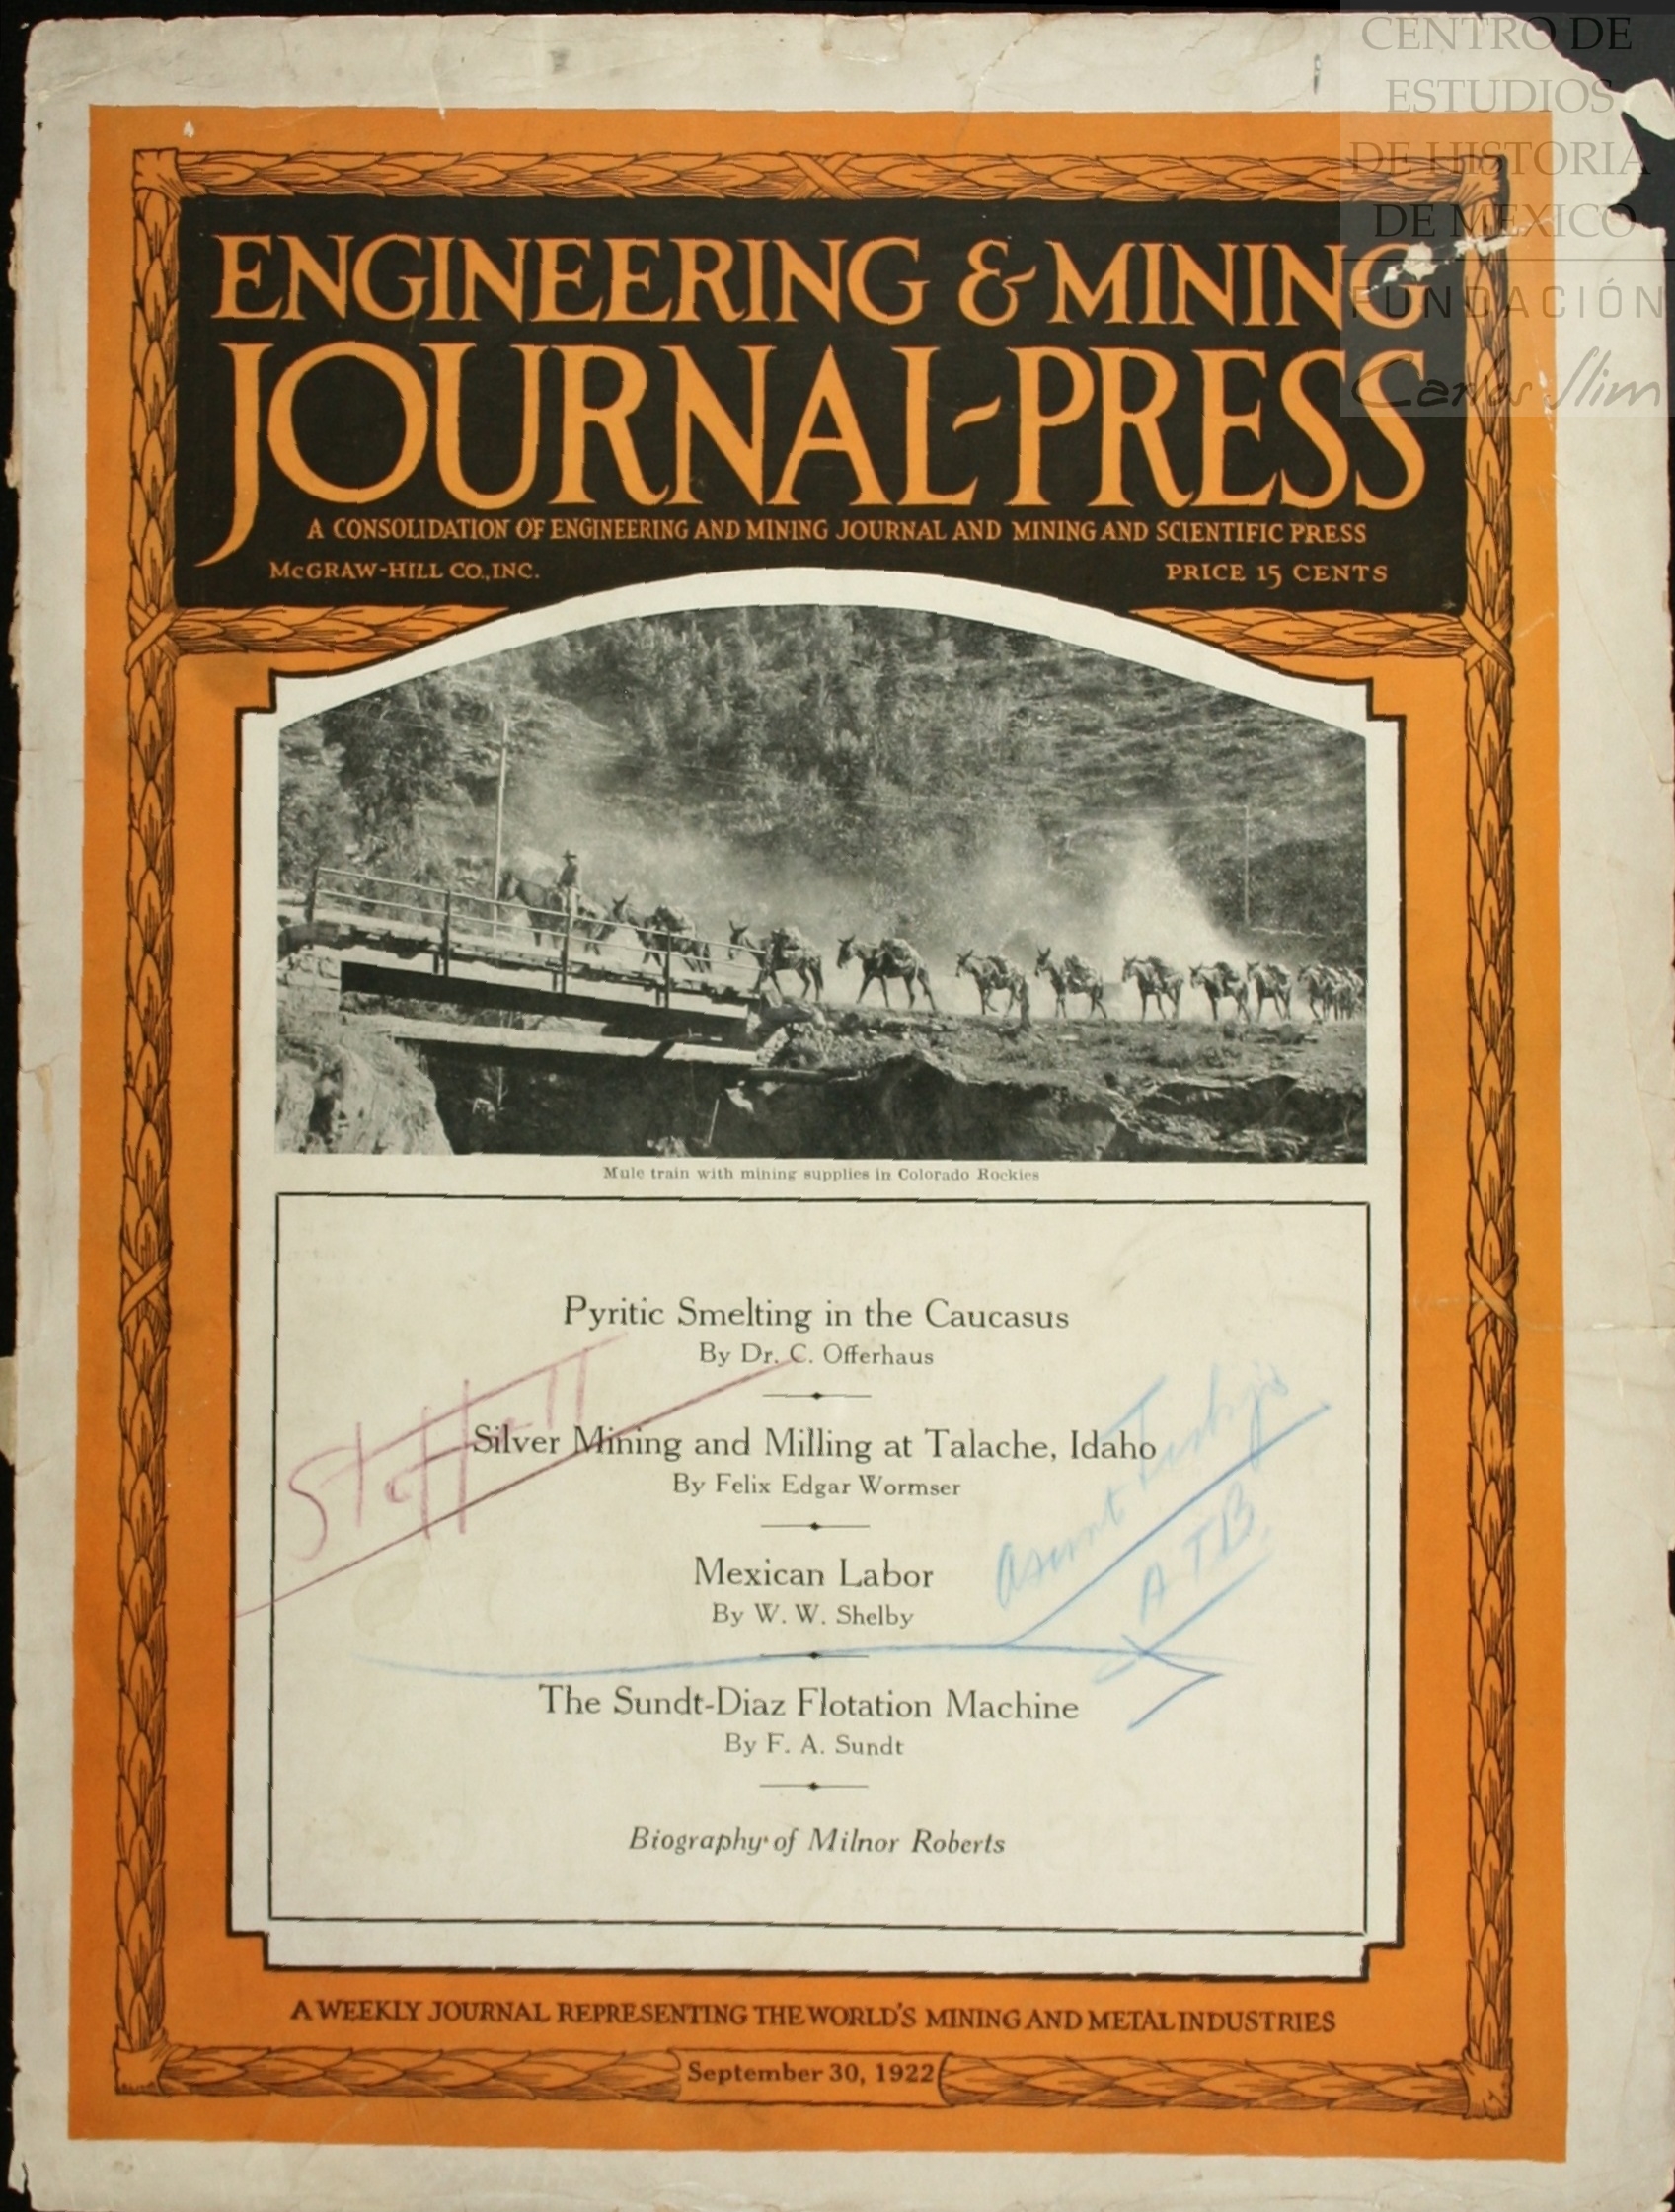 CENTRO DE
ESTUDIOS
DE HISTORIA
DE MEXICO
FUNDACIÓN
Carlos Slim
ENGINEERING & MINING
JOURNAL-PRESS
A CONSOLIDATION OF ENGINEERING AND MINING JOURNAL AND MINING AND SCIENTIFIC PRESS
McGRAW-HILL CO., INC.
PRICE 15 CENTS
Mule train with mining supplies in Colorado Rockies
Pyritic Smelting in the Caucasus
By Dr. C. Offerhaus
Silver Mining and Milling at Talache, Idaho
By Felix Edgar Wormser
Mexican Labor
By W. W. Shelby
The Sundt-Diaz Flotation Machine
By F. A. Sundt
Biography of Milnor Roberts
Staff
ATB.
A WEEKLY JOURNAL REPRESENTING THE WORLD'S MINING AND METAL INDUSTRIES
September 30, 1922